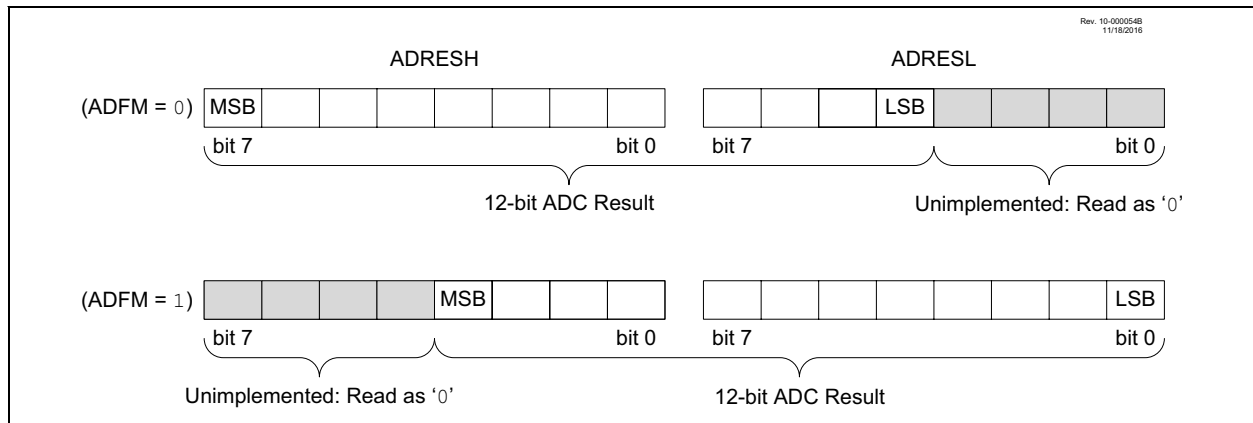 Rev. 10-000054B
11/18/2016
ADRESH ADRESL
(ADFM = 0) MSB LSB
bit 7 bit 0 bit 7 bit 0
12-bit ADC Result Unimplemented: Read as ‘0’
(ADFM = 1) MSB LSB
bit 7 bit 0 bit 7 bit 0
Unimplemented: Read as ‘0’ 12-bit ADC Result